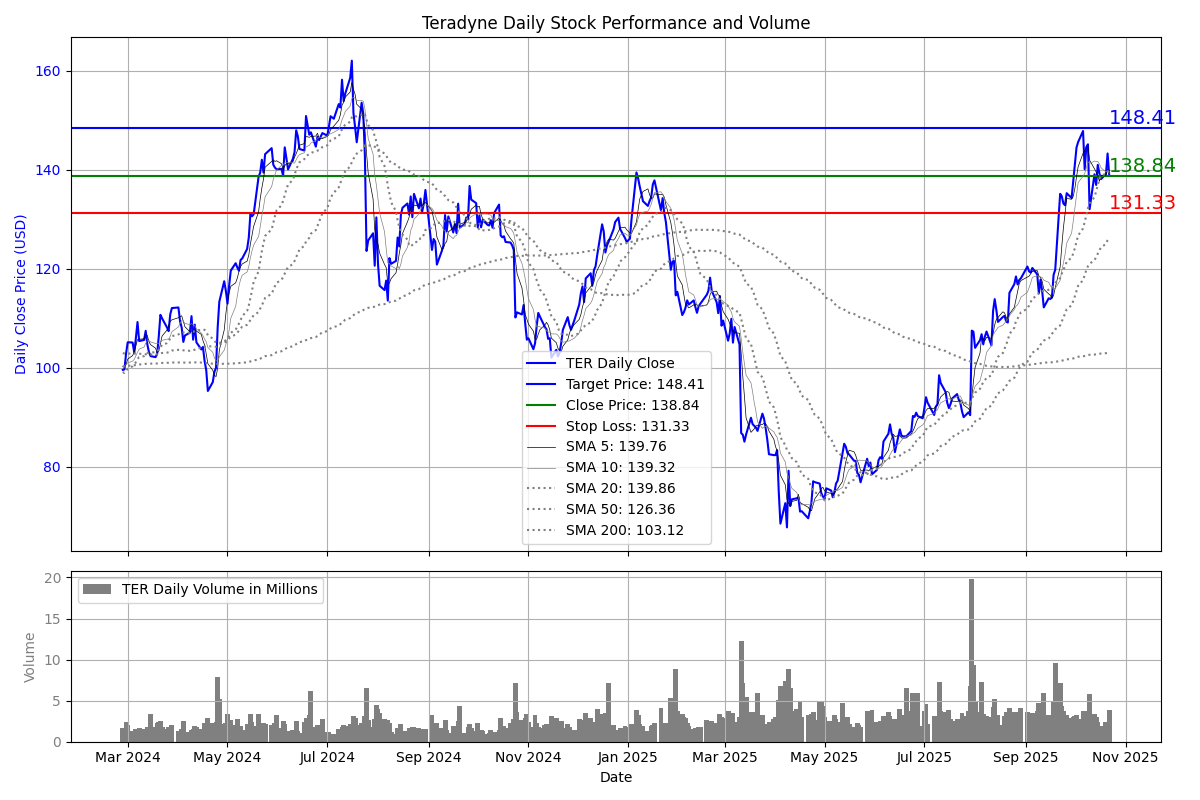 Teradyne Daily Stock Performance and Volume
Daily Close Price (USD)
160
140
120
100
80
148.41
138.84
131.33
TER Daily Close
Target Price: 148.41
Close Price: 138.84
Stop Loss: 131.33
SMA 5: 139.76
SMA 10: 139.32
SMA 20: 139.86
SMA 50: 126.36
SMA 200: 103.12
Volume
20
15
10
5
0
TER Daily Volume in Millions
Mar 2024 May 2024 Jul 2024 Sep 2024 Nov 2024 Jan 2025 Mar 2025 May 2025 Jul 2025 Sep 2025 Nov 2025
Date